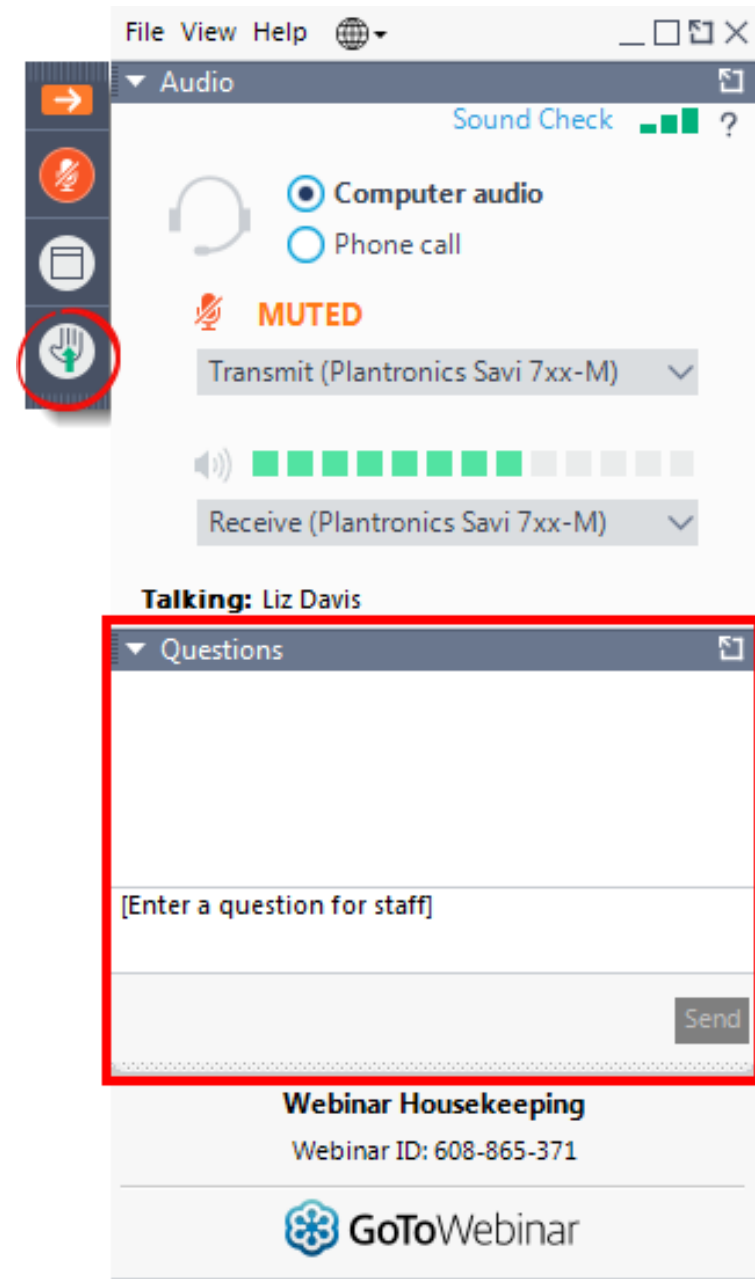 File View Help
Audio
Sound Check ?
Computer audio
Phone call
MUTED
Transmit (Plantronics Savi 7xx-M)
Receive (Plantronics Savi 7xx-M)
Talking: Liz Davis
Questions
[Enter a question for staff]
Send
Webinar Housekeeping
Webinar ID: 608-865-371
GoToWebinar